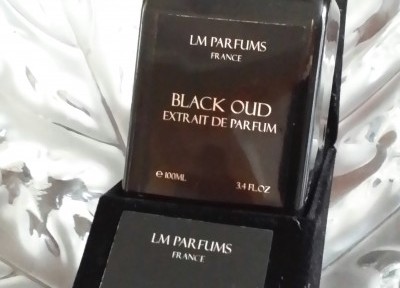 LM PARFUMS
FRANCE
BLACK OUD
EXTRAIT DE PARFUM
℮ 100ML 3.4 FL.OZ
LM PARFUMS
FRANCE